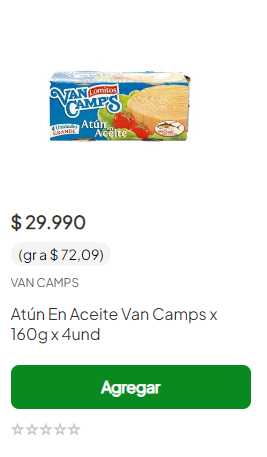 VAN
Lomitos
CAMP'S
Atún en
Aceite
4 Unidades
GRANDE
$ 29.990
(gr a $ 72,09)
VAN CAMPS
Atún En Aceite Van Camps x
160g x 4und
Agregar